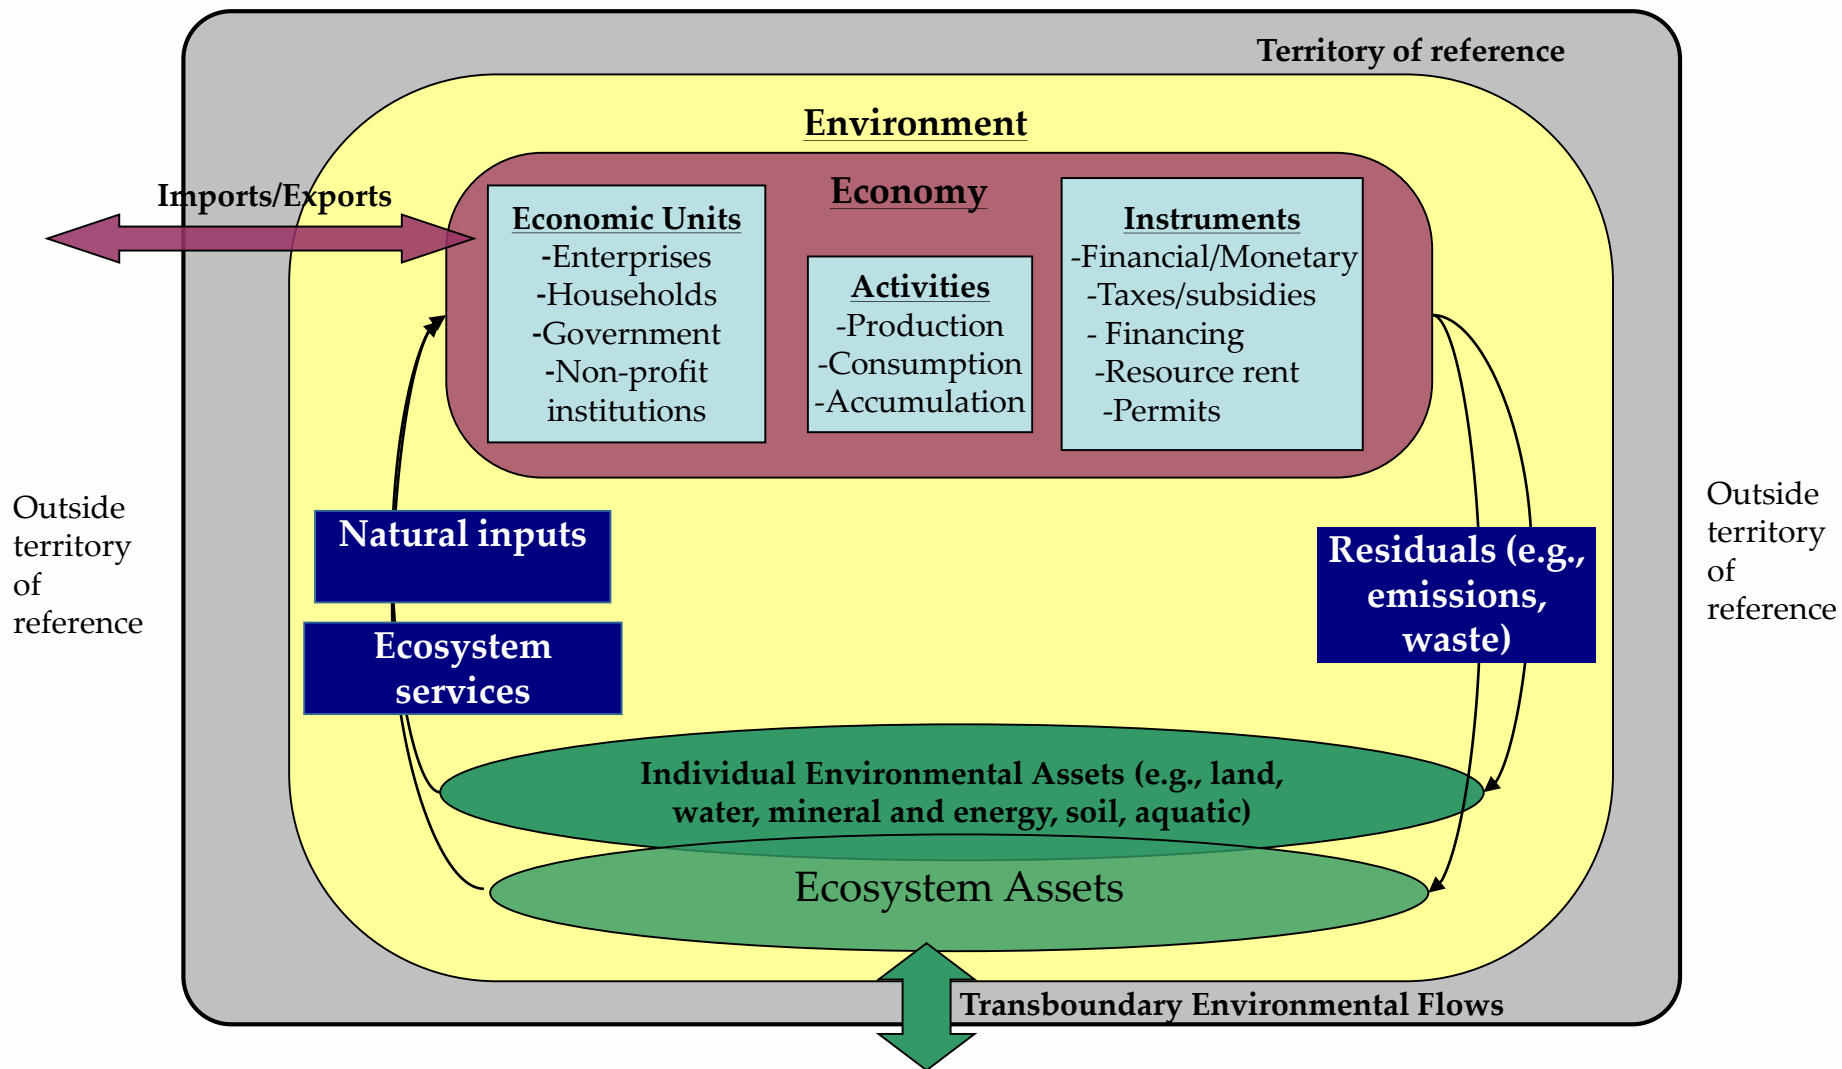 Territory of reference
Environment
Imports/Exports
Economy
Economic Units
-Enterprises
-Households
-Government
-Non-profit
institutions
Activities
-Production
-Consumption
-Accumulation
Instruments
-Financial/Monetary
-Taxes/subsidies
- Financing
-Resource rent
-Permits
Outside
territory
of
reference
Natural inputs
Ecosystem
services
Residuals (e.g.,
emissions,
waste)
Outside
territory
of
reference
Individual Environmental Assets (e.g., land,
water, mineral and energy, soil, aquatic)
Ecosystem Assets
Transboundary Environmental Flows